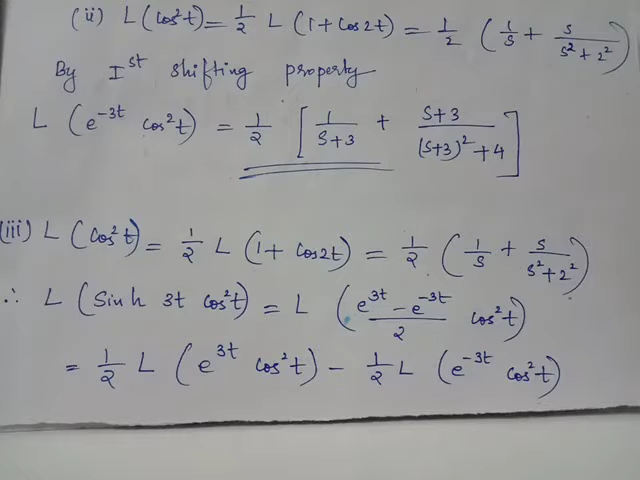 (ii) L(cos²t) = 1/2 L(1+cos2t) = 1/2 (1/s + s/(s²+2²))
By Ist shifting property
L (e^-3t cos²t) = 1/2 [1/(s+3) + (s+3)/((s+3)²+4)]
(iii) L(cos²t) = 1/2 L(1+cos2t) = 1/2 (1/s + s/(s²+2²))
∴ L (Sinh 3t cos²t) = L ((e^3t - e^-3t)/2 cos²t)
= 1/2 L (e^3t cos²t) - 1/2 L (e^-3t cos²t)